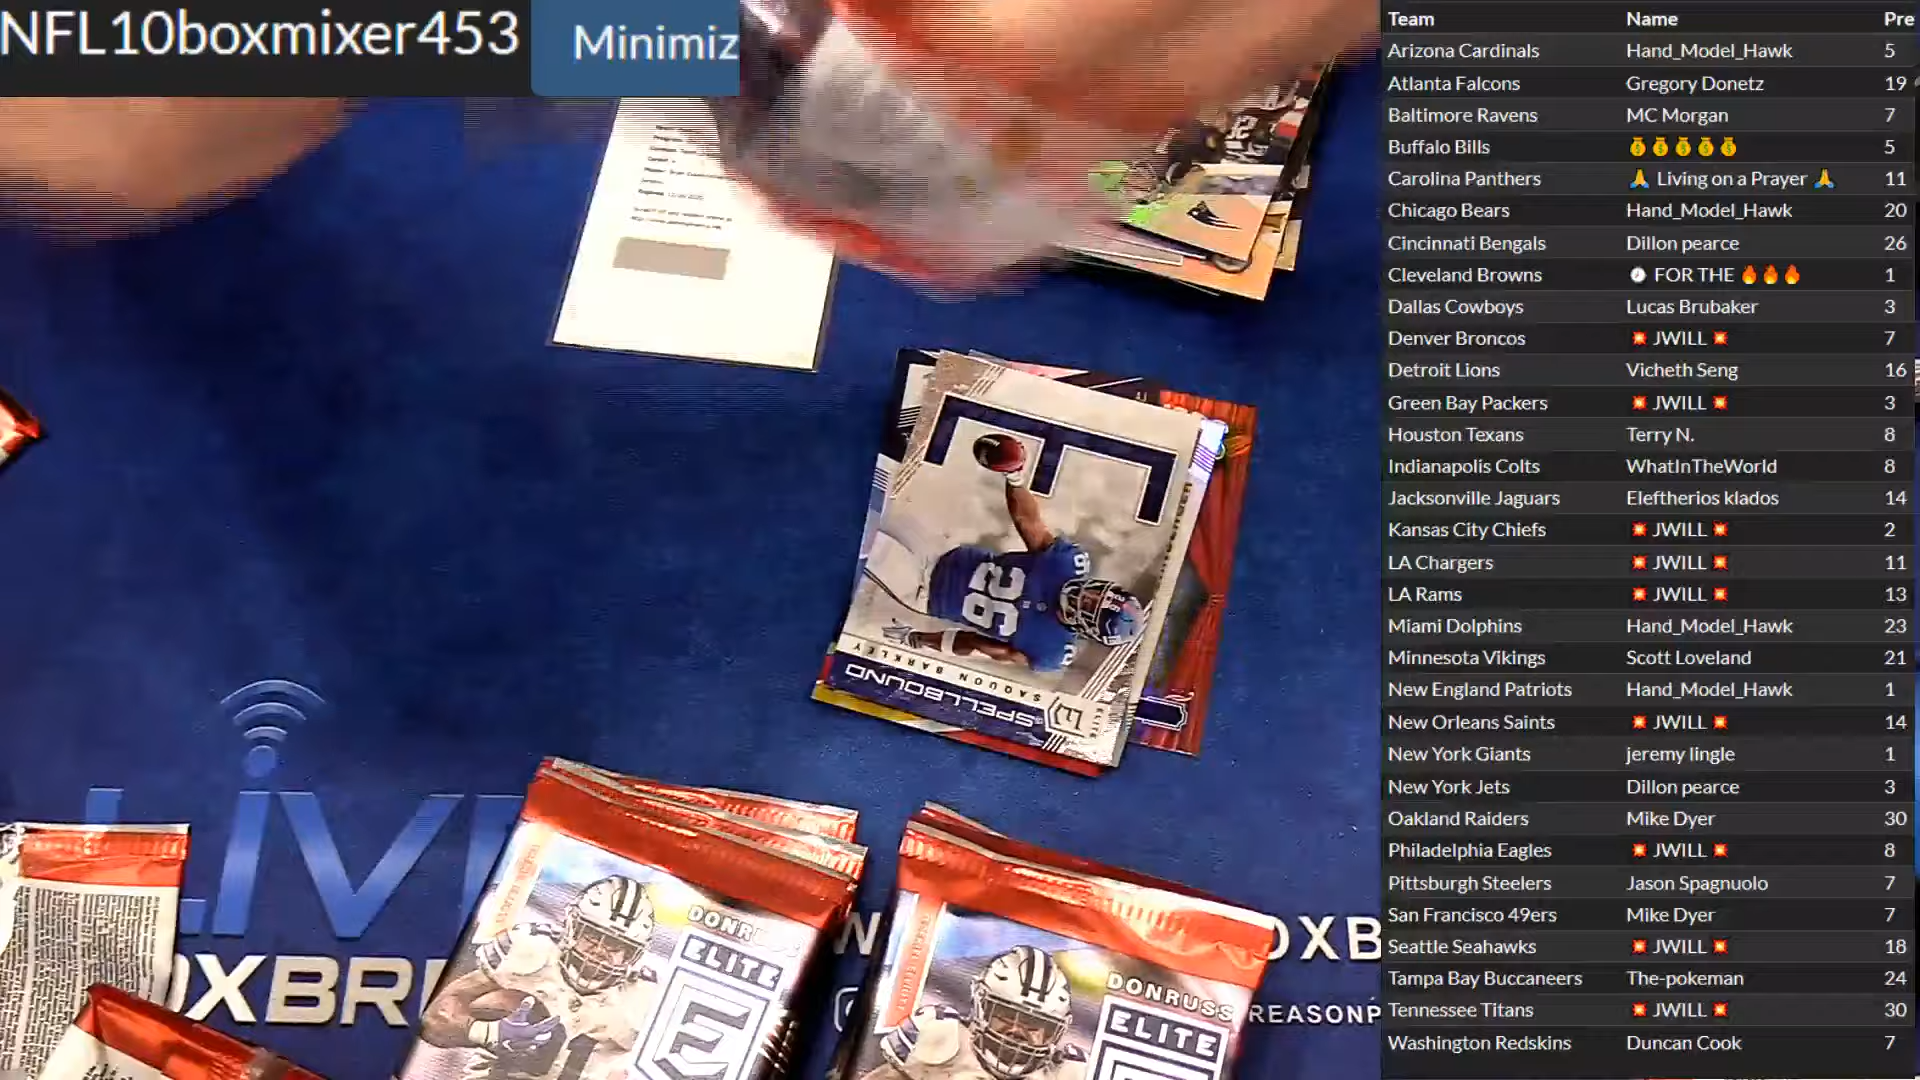 NFL10boxmixer453 Minimiz
Team Name Pre
Arizona Cardinals Hand_Model_Hawk 5
Atlanta Falcons Gregory Donetz 19
Baltimore Ravens MC Morgan 7
Buffalo Bills 💰💰💰💰💰 5
Carolina Panthers 🙏 Living on a Prayer 🙏 11
Chicago Bears Hand_Model_Hawk 20
Cincinnati Bengals Dillon pearce 26
Cleveland Browns 🕐 FOR THE 🔥🔥🔥 1
Dallas Cowboys Lucas Brubaker 3
Denver Broncos 💥 JWILL 💥 7
Detroit Lions Vicheth Seng 16
Green Bay Packers 💥 JWILL 💥 3
Houston Texans Terry N. 8
Indianapolis Colts WhatInTheWorld 8
Jacksonville Jaguars Eleftherios klados 14
Kansas City Chiefs 💥 JWILL 💥 2
LA Chargers 💥 JWILL 💥 11
LA Rams 💥 JWILL 💥 13
Miami Dolphins Hand_Model_Hawk 23
Minnesota Vikings Scott Loveland 21
New England Patriots Hand_Model_Hawk 1
New Orleans Saints 💥 JWILL 💥 14
New York Giants jeremy lingle 1
New York Jets Dillon pearce 3
Oakland Raiders Mike Dyer 30
Philadelphia Eagles 💥 JWILL 💥 8
Pittsburgh Steelers Jason Spagnuolo 7
San Francisco 49ers Mike Dyer 7
Seattle Seahawks 💥 JWILL 💥 18
Tampa Bay Buccaneers The-pokeman 24
Tennessee Titans 💥 JWILL 💥 30
Washington Redskins Duncan Cook 7
26
SAQUON BARKLEY
SPELLBOUND
ELITE
LIV
OXBR
W
OXB
REASONP
DONR
ELITE
DONRUSS
ELITE